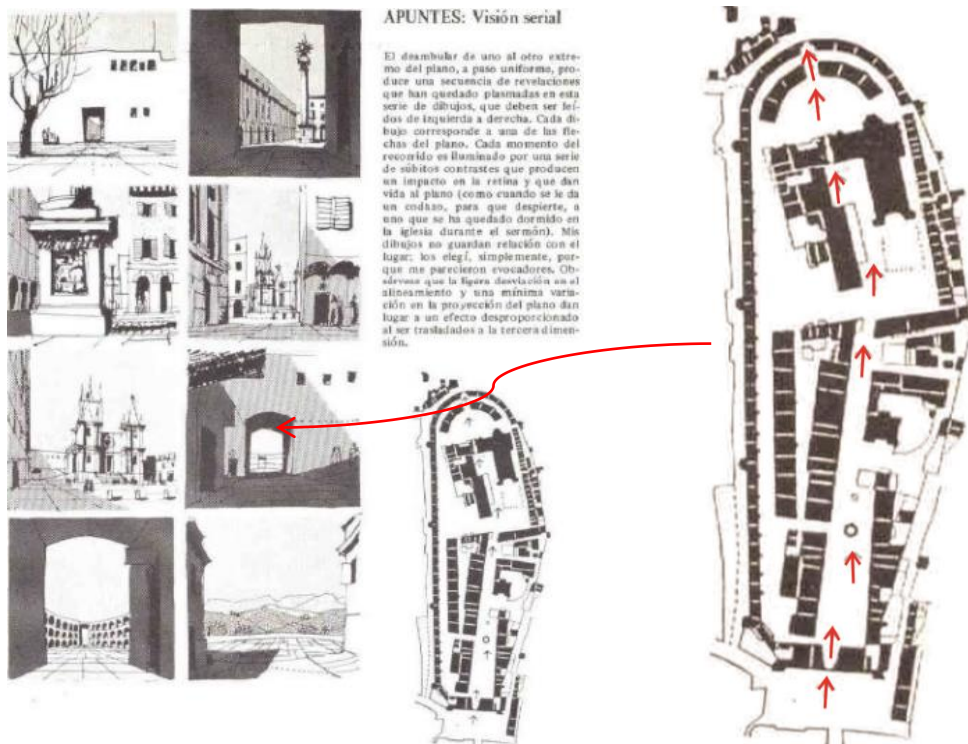 APUNTES: Visión serial
El deambular de uno al otro extre-
mo del plano, a paso uniforme, pro-
duce una secuencia de revelaciones
que han quedado plasmadas en esta
serie de dibujos, que deben ser leí-
dos de izquierda a derecha. Cada di-
bujo corresponde a una de las fle-
chas del plano. Cada momento del
recorrido es iluminado por una serie
de súbitos contrastes que producen
un impacto en la retina y que dan
vida al plano (como cuando se le da
un codazo, para que despierte, a
uno que se ha quedado dormido en
la iglesia durante el sermón). Mis
dibujos no guardan relación con el
lugar; los elegí, simplemente, por-
que me parecieron evocadores. Ob-
sérvese que la ligera desviación en el
alineamiento y una mínima varia-
ción en la proyección del plano dan
lugar a un efecto desproporcionado
al ser trasladados a la tercera dimen-
sión.